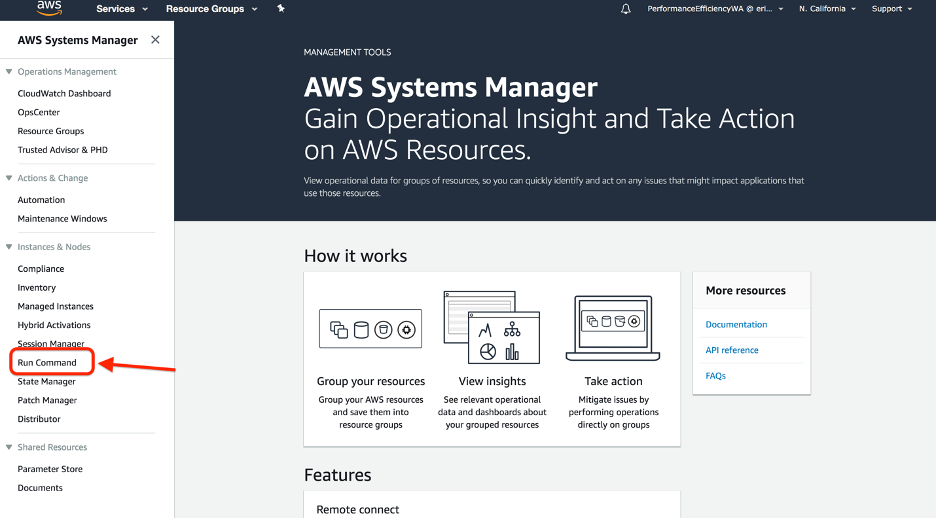 aws
Services
Resource Groups
PerformanceEfficiencyWA @ eri...
N. California
Support
AWS Systems Manager
Operations Management
CloudWatch Dashboard
OpsCenter
Resource Groups
Trusted Advisor & PHD
Actions & Change
Automation
Maintenance Windows
Instances & Nodes
Compliance
Inventory
Managed Instances
Hybrid Activations
Session Manager
Run Command
State Manager
Patch Manager
Distributor
Shared Resources
Parameter Store
Documents
MANAGEMENT TOOLS
AWS Systems Manager
Gain Operational Insight and Take Action
on AWS Resources.
View operational data for groups of resources, so you can quickly identify and act on any issues that might impact applications that
use those resources.
How it works
Group your resources
Group your AWS resources
and save them into
resource groups
View insights
See relevant operational
data and dashboards about
your grouped resources
Take action
Mitigate issues by
performing operations
directly on groups
More resources
Documentation
API reference
FAQs
Features
Remote connect